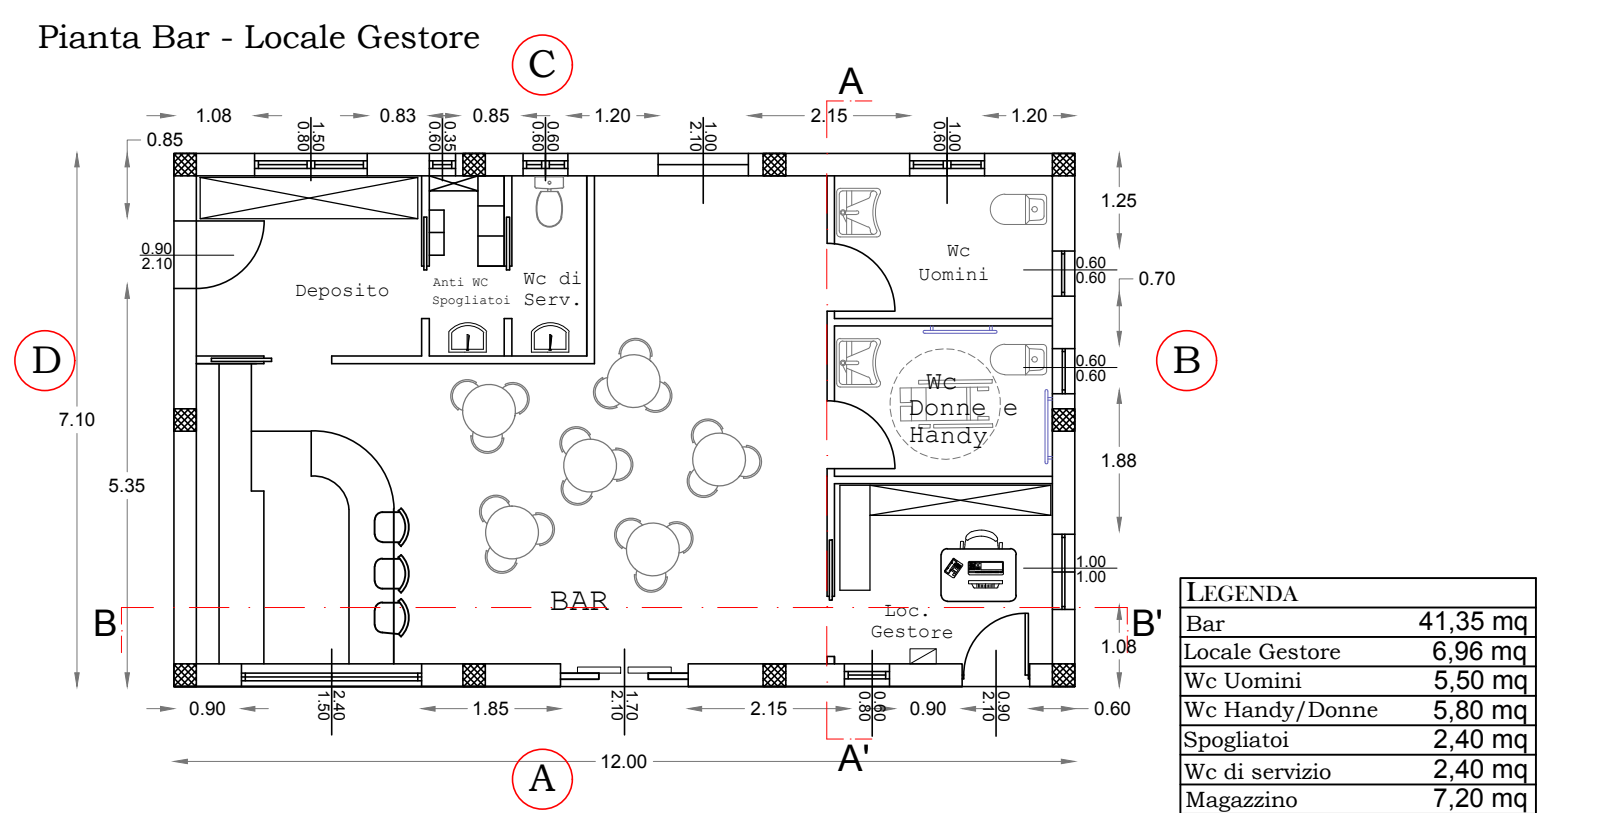 Pianta Bar - Locale Gestore
C
A
1.08
0.83
0.85
1.20
2.15
1.20
0.85
1.50
0.80
0.35
0.60
0.60
0.60
1.00
2.10
1.00
0.60
1.25
0.90
2.10
Wc
Uomini
0.60
0.60
0.70
Deposito
Anti WC
Spogliatoi
Wc di
Serv.
D
B
0.60
0.60
Wc
Donne e
Handy
7.10
1.88
5.35
1.00
1.00
BAR
Loc.
Gestore
B
B'
1.08
0.90
2.40
1.50
1.85
1.70
2.10
2.15
0.60
0.80
0.90
0.90
2.10
0.60
12.00
A
A'
LEGENDA
Bar 41,35 mq
Locale Gestore 6,96 mq
Wc Uomini 5,50 mq
Wc Handy/Donne 5,80 mq
Spogliatoi 2,40 mq
Wc di servizio 2,40 mq
Magazzino 7,20 mq